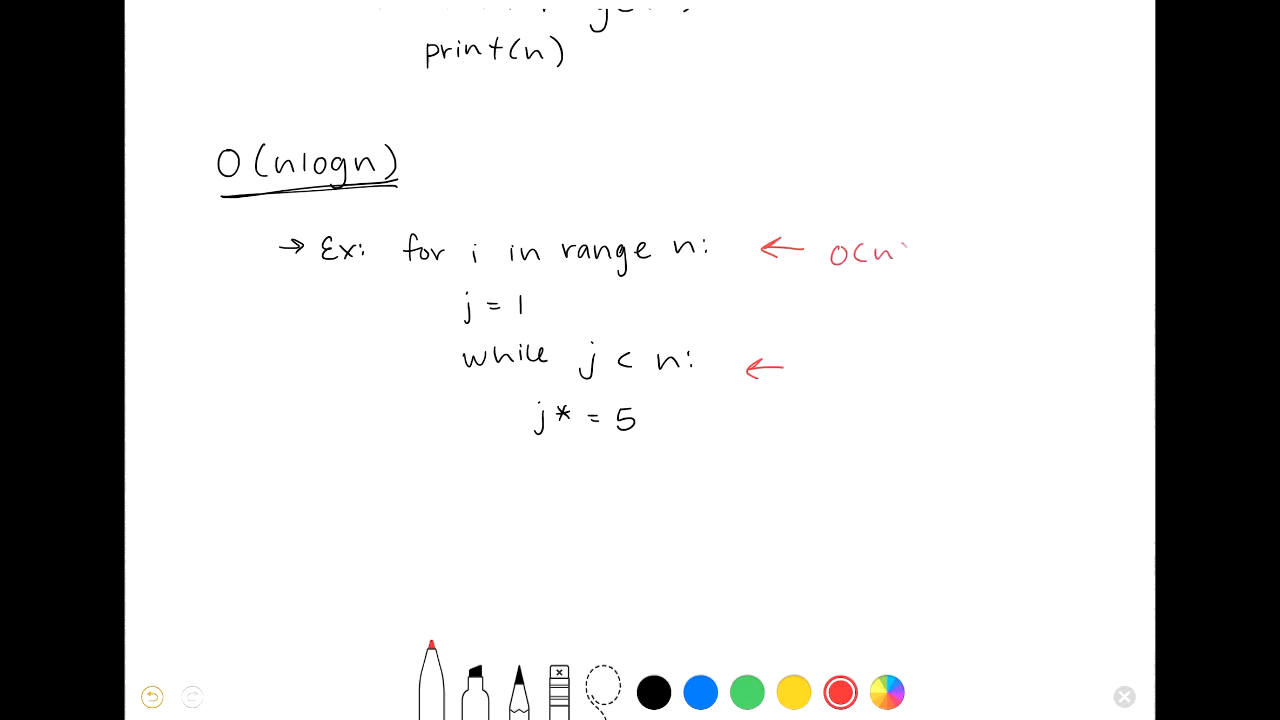 print(n)
O(nlogn)
→ Ex: for i in range n: ← O(n
j = 1
while j < n: ←
j* = 5